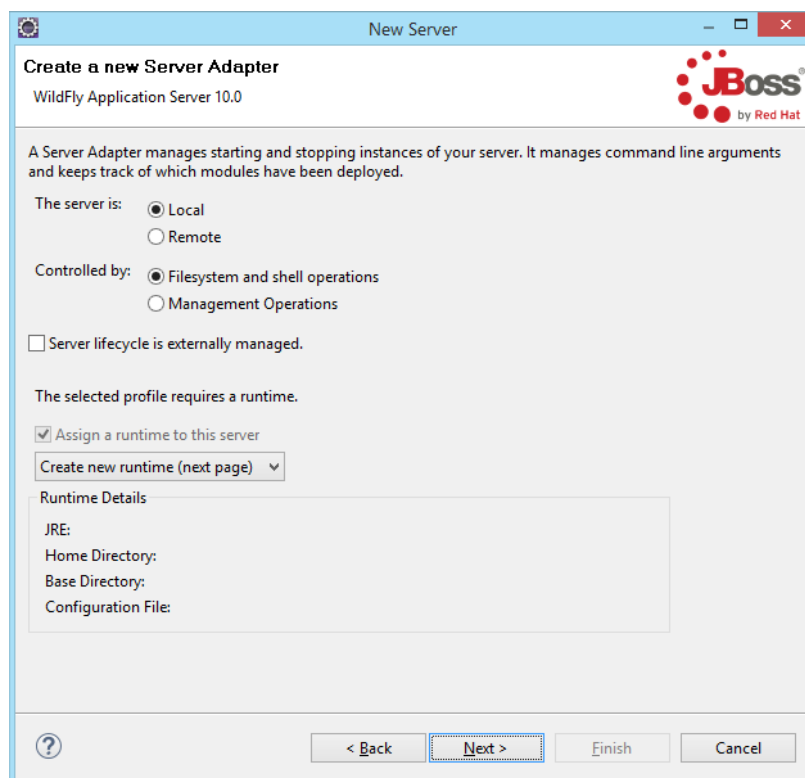 New Server
Create a new Server Adapter
WildFly Application Server 10.0
JBoss®
by Red Hat
A Server Adapter manages starting and stopping instances of your server. It manages command line arguments
and keeps track of which modules have been deployed.
The server is:
Local
Remote
Controlled by:
Filesystem and shell operations
Management Operations
Server lifecycle is externally managed.
The selected profile requires a runtime.
Assign a runtime to this server
Create new runtime (next page)
Runtime Details
JRE:
Home Directory:
Base Directory:
Configuration File:
?
< Back
Next >
Finish
Cancel